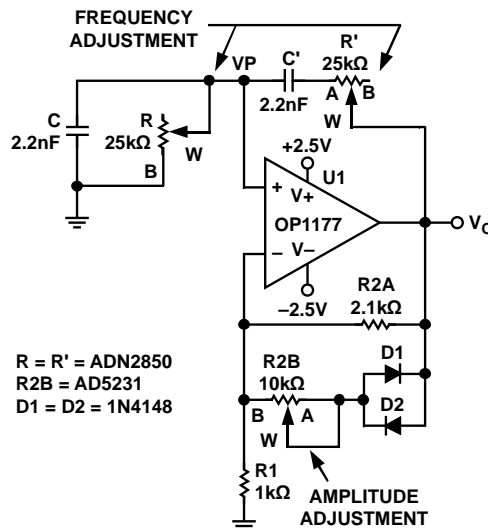 FREQUENCY
ADJUSTMENT
VP
C'
2.2nF
R'
25kΩ
A
B
W
C
2.2nF
R
25kΩ
B
W
+2.5V
U1
+
V+
OP1177
–
V–
–2.5V
R2A
2.1kΩ
R = R' = ADN2850
R2B = AD5231
D1 = D2 = 1N4148
R2B
10kΩ
B
A
W
D1
D2
R1
1kΩ
AMPLITUDE
ADJUSTMENT